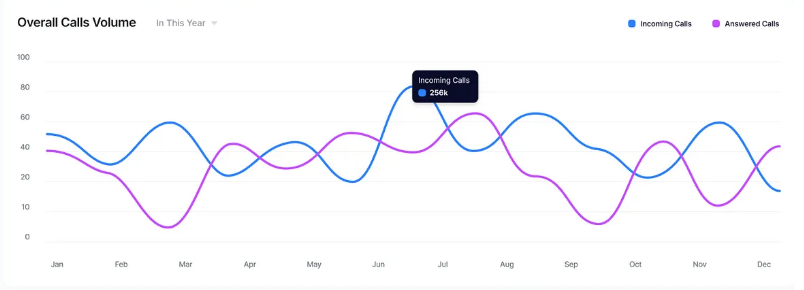 Overall Calls Volume In This Year Incoming Calls Answered Calls
100
Incoming Calls
80
256k
60
40
20
10
0
Jan Feb Mar Apr May Jun Jul Aug Sep Oct Nov Dec